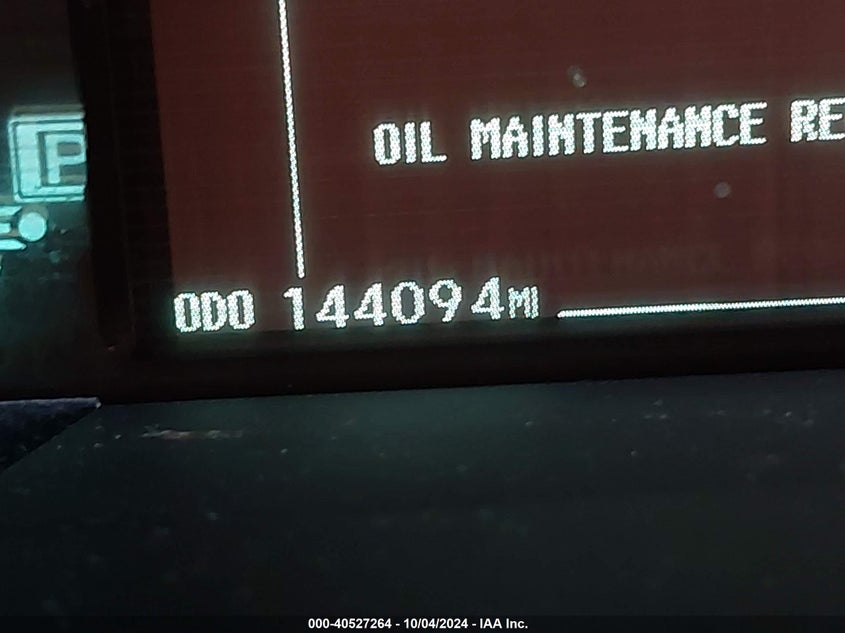 P
OIL MAINTENANCE RE
ODO 144094MI
000-40527264 - 10/04/2024 - IAA Inc.